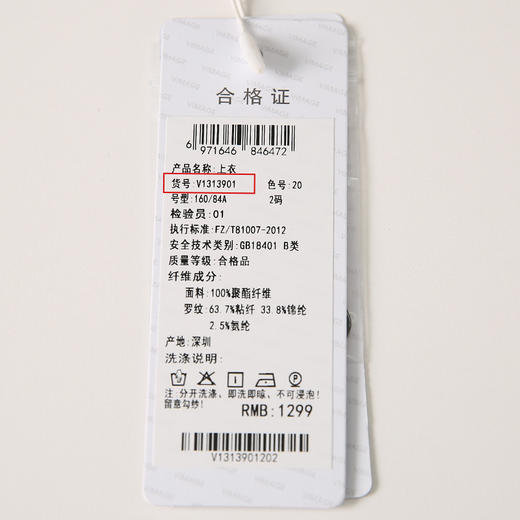 VIMAGE
合格证
6 971646 846472
产品名称:上衣
货号:V1313901 色号:20
号型:160/84A 2码
检验员:01
执行标准:FZ/T81007-2012
安全技术类别:GB18401 B类
质量等级:合格品
纤维成分:
面料:100%聚酯纤维
罗纹:63.7%粘纤 33.8%锦纶
2.5%氨纶
产地:深圳
洗涤说明:
注:分开洗涤、即洗即晾、不可浸泡!
留意勾纱!
RMB:1299
V1313901202